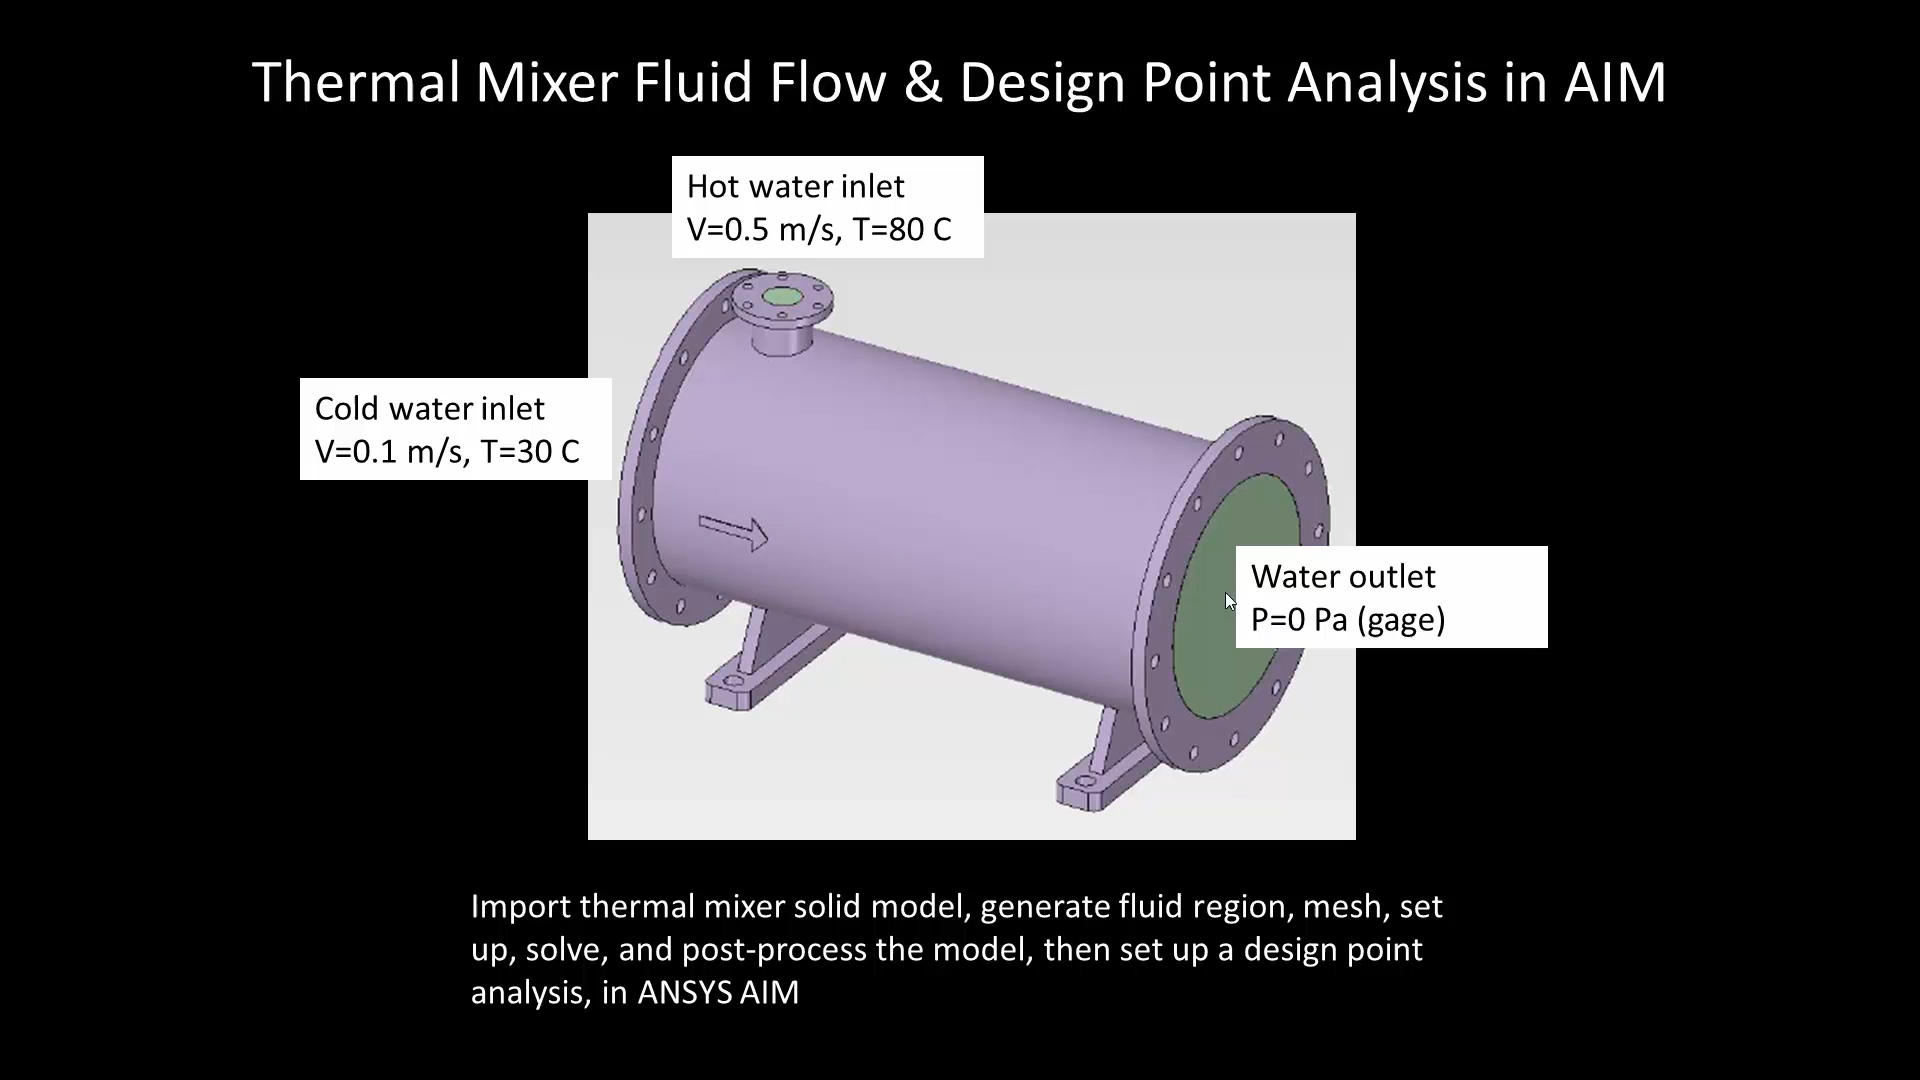 Thermal Mixer Fluid Flow & Design Point Analysis in AIM
Hot water inlet
V=0.5 m/s, T=80 C
Cold water inlet
V=0.1 m/s, T=30 C
Water outlet
P=0 Pa (gage)
Import thermal mixer solid model, generate fluid region, mesh, set
up, solve, and post-process the model, then set up a design point
analysis, in ANSYS AIM